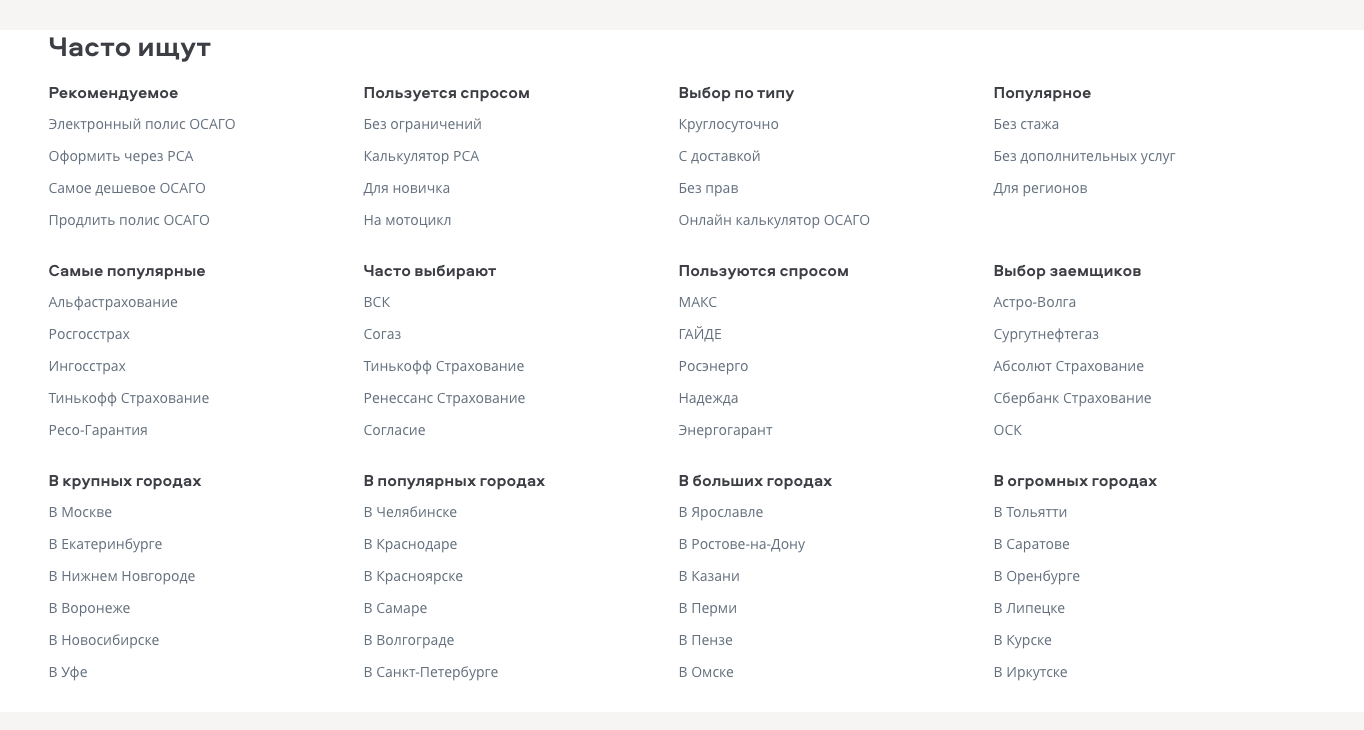 Часто ищут
Рекомендуемое
Электронный полис ОСАГО
Оформить через РСА
Самое дешевое ОСАГО
Продлить полис ОСАГО
Пользуется спросом
Без ограничений
Калькулятор РСА
Для новичка
На мотоцикл
Выбор по типу
Круглосуточно
С доставкой
Без прав
Онлайн калькулятор ОСАГО
Популярное
Без стажа
Без дополнительных услуг
Для регионов
Самые популярные
Альфастрахование
Росгосстрах
Ингосстрах
Тинькофф Страхование
Ресо-Гарантия
Часто выбирают
ВСК
Согаз
Тинькофф Страхование
Ренессанс Страхование
Согласие
Пользуются спросом
МАКС
ГАЙДЕ
Росэнерго
Надежда
Энергогарант
Выбор заемщиков
Астро-Волга
Сургутнефтегаз
Абсолют Страхование
Сбербанк Страхование
ОСК
В крупных городах
В Москве
В Екатеринбурге
В Нижнем Новгороде
В Воронеже
В Новосибирске
В Уфе
В популярных городах
В Челябинске
В Краснодаре
В Красноярске
В Самаре
В Волгограде
В Санкт-Петербурге
В больших городах
В Ярославле
В Ростове-на-Дону
В Казани
В Перми
В Пензе
В Омске
В огромных городах
В Тольятти
В Саратове
В Оренбурге
В Липецке
В Курске
В Иркутске